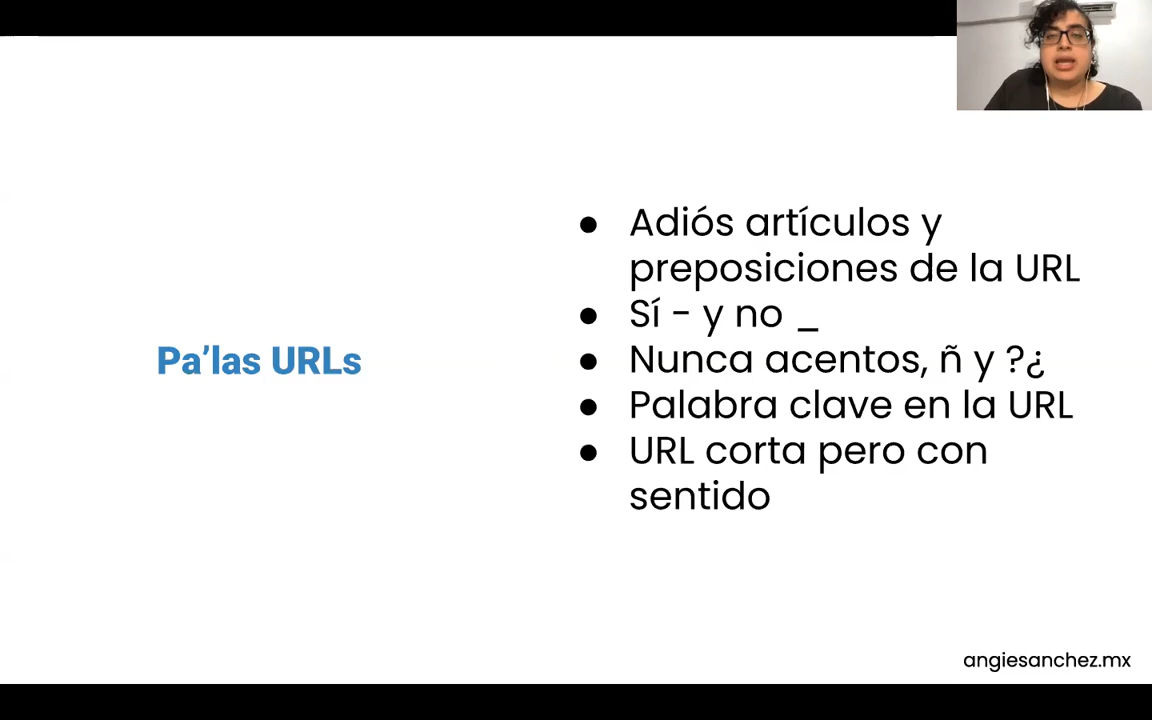 Pa’las URLs
● Adiós artículos y
preposiciones de la URL
● Sí - y no _
● Nunca acentos, ñ y ?¿
● Palabra clave en la URL
● URL corta pero con
sentido
angiesanchez.mx